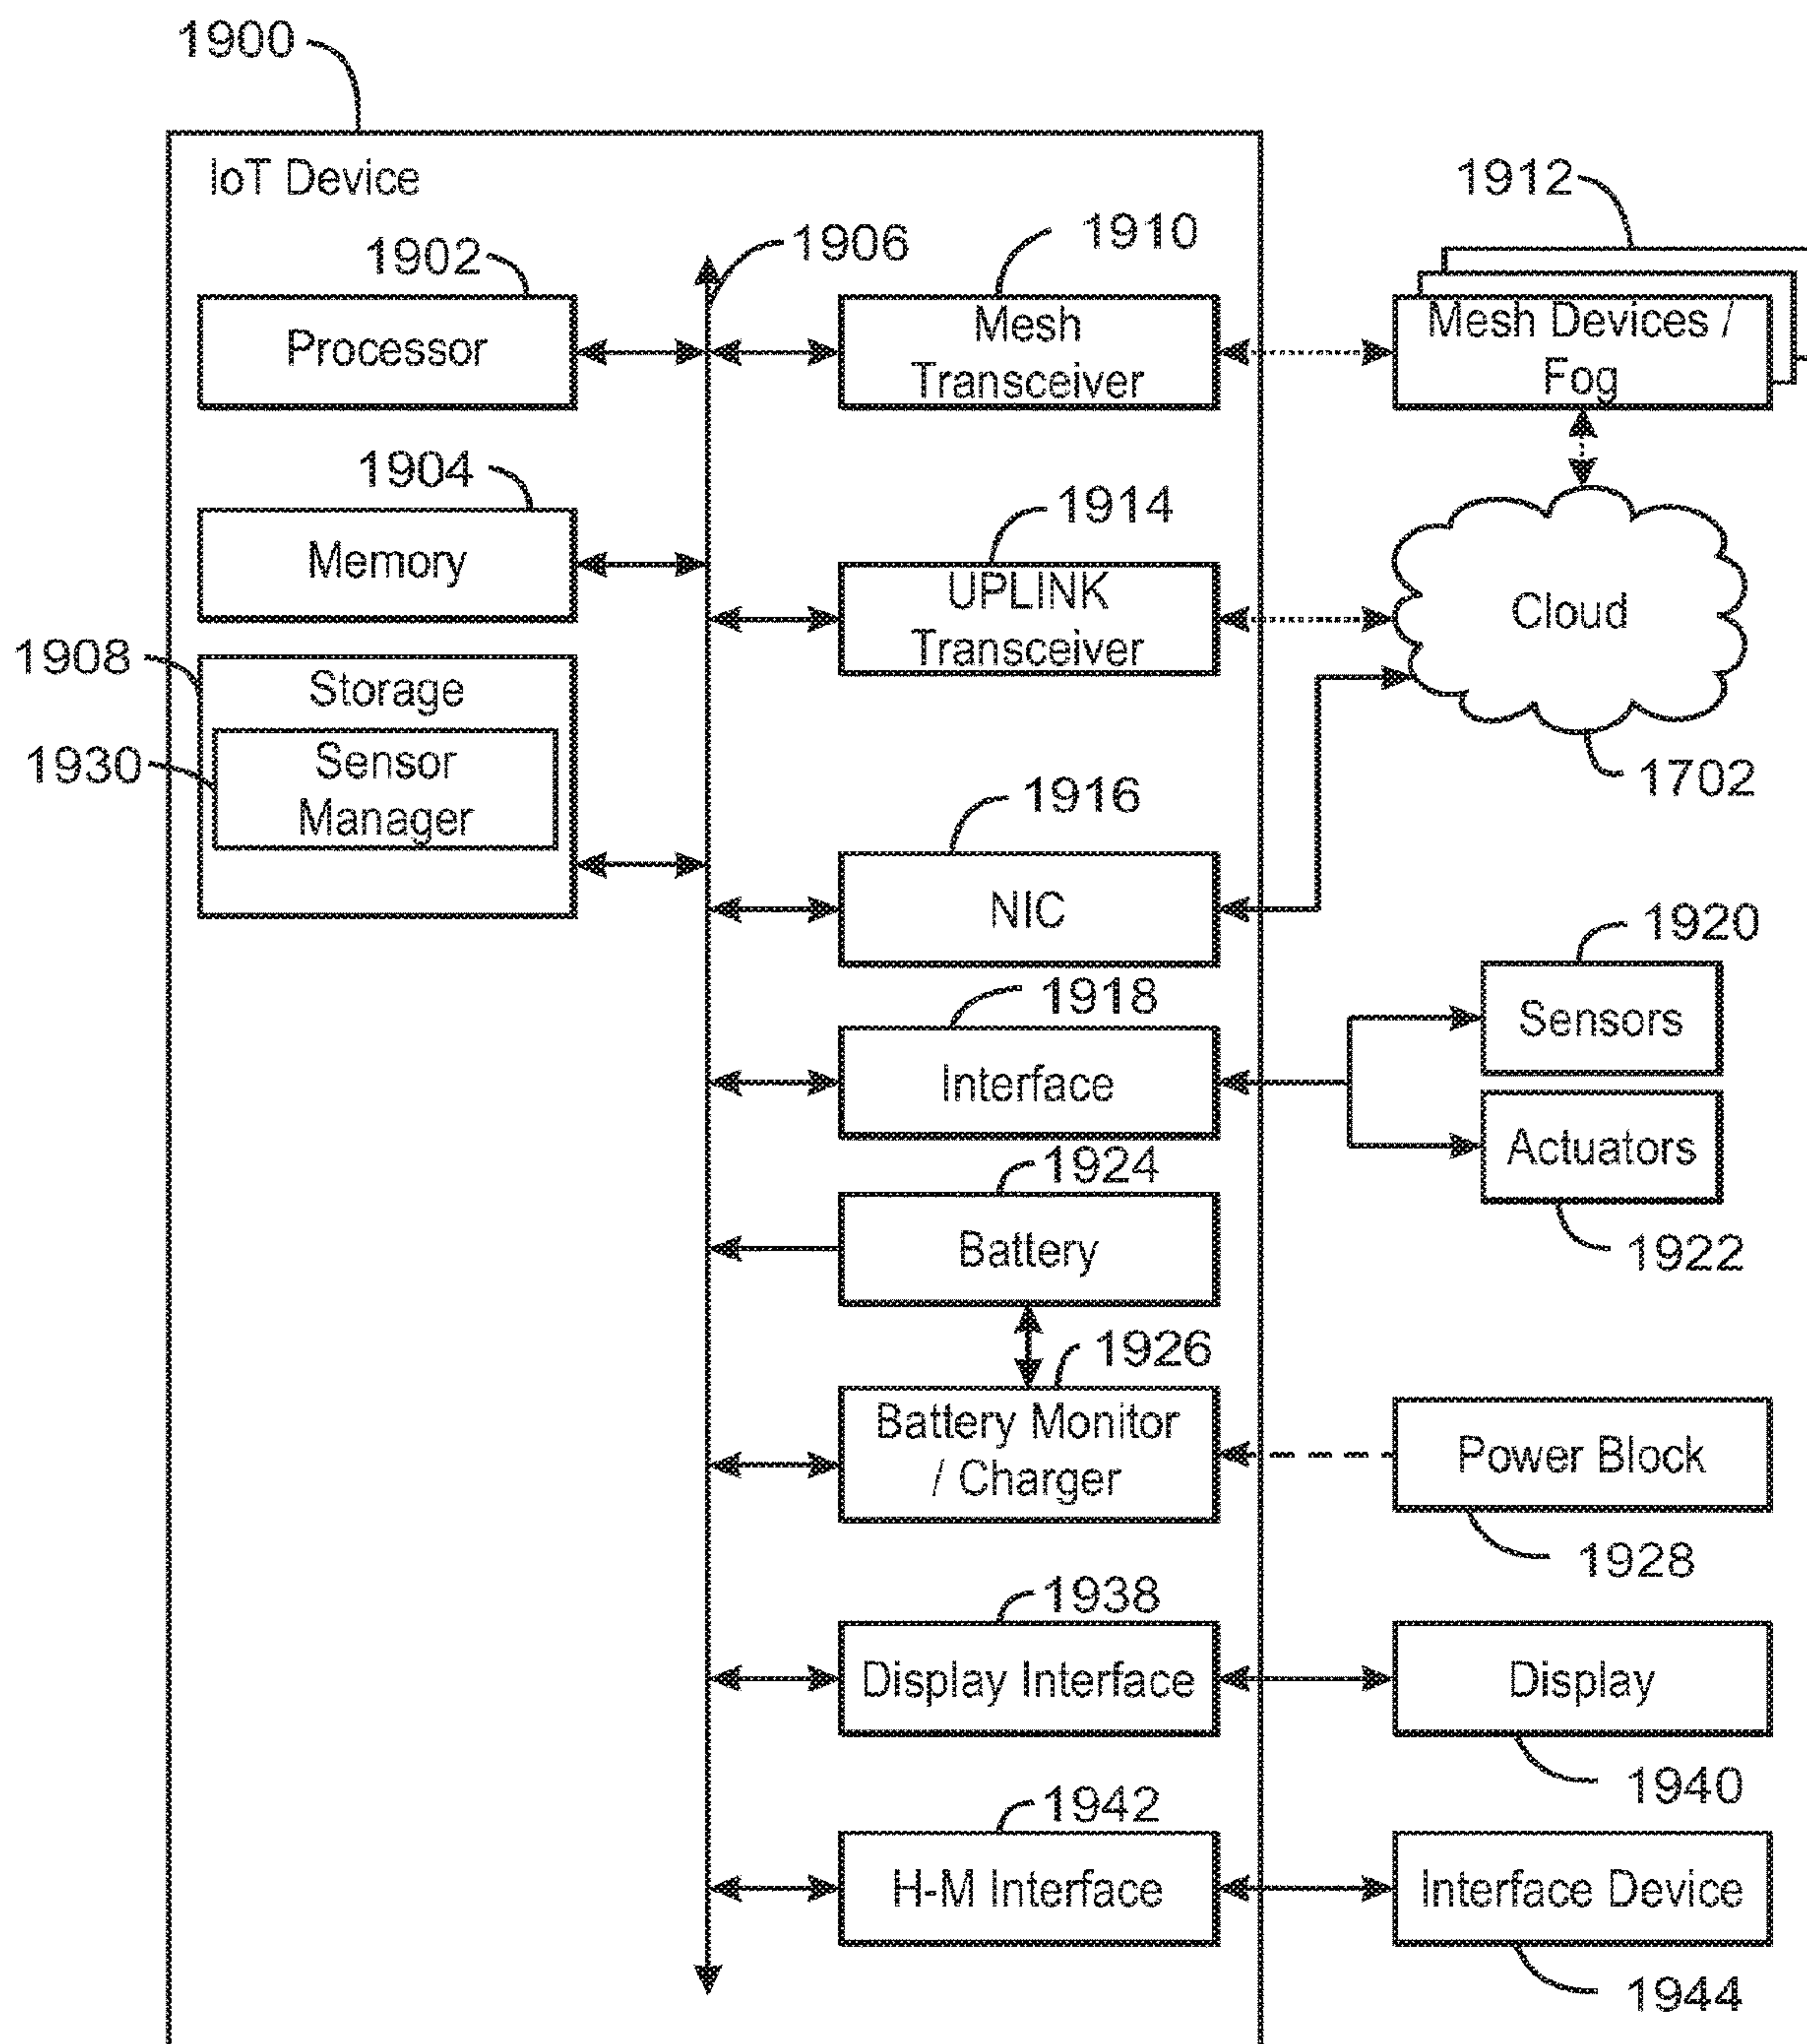 1900
IoT Device
1902
1906
1910
1912
Processor
Mesh
Transceiver
Mesh Devices /
Fog
1904
1914
Memory
UPLINK
Transceiver
Cloud
1908
Storage
1930
Sensor
Manager
1702
1916
NIC
1920
Sensors
1918
Interface
Actuators
1922
1924
Battery
1926
Battery Monitor
/ Charger
Power Block
1928
1938
Display Interface
Display
1940
1942
H-M Interface
Interface Device
1944